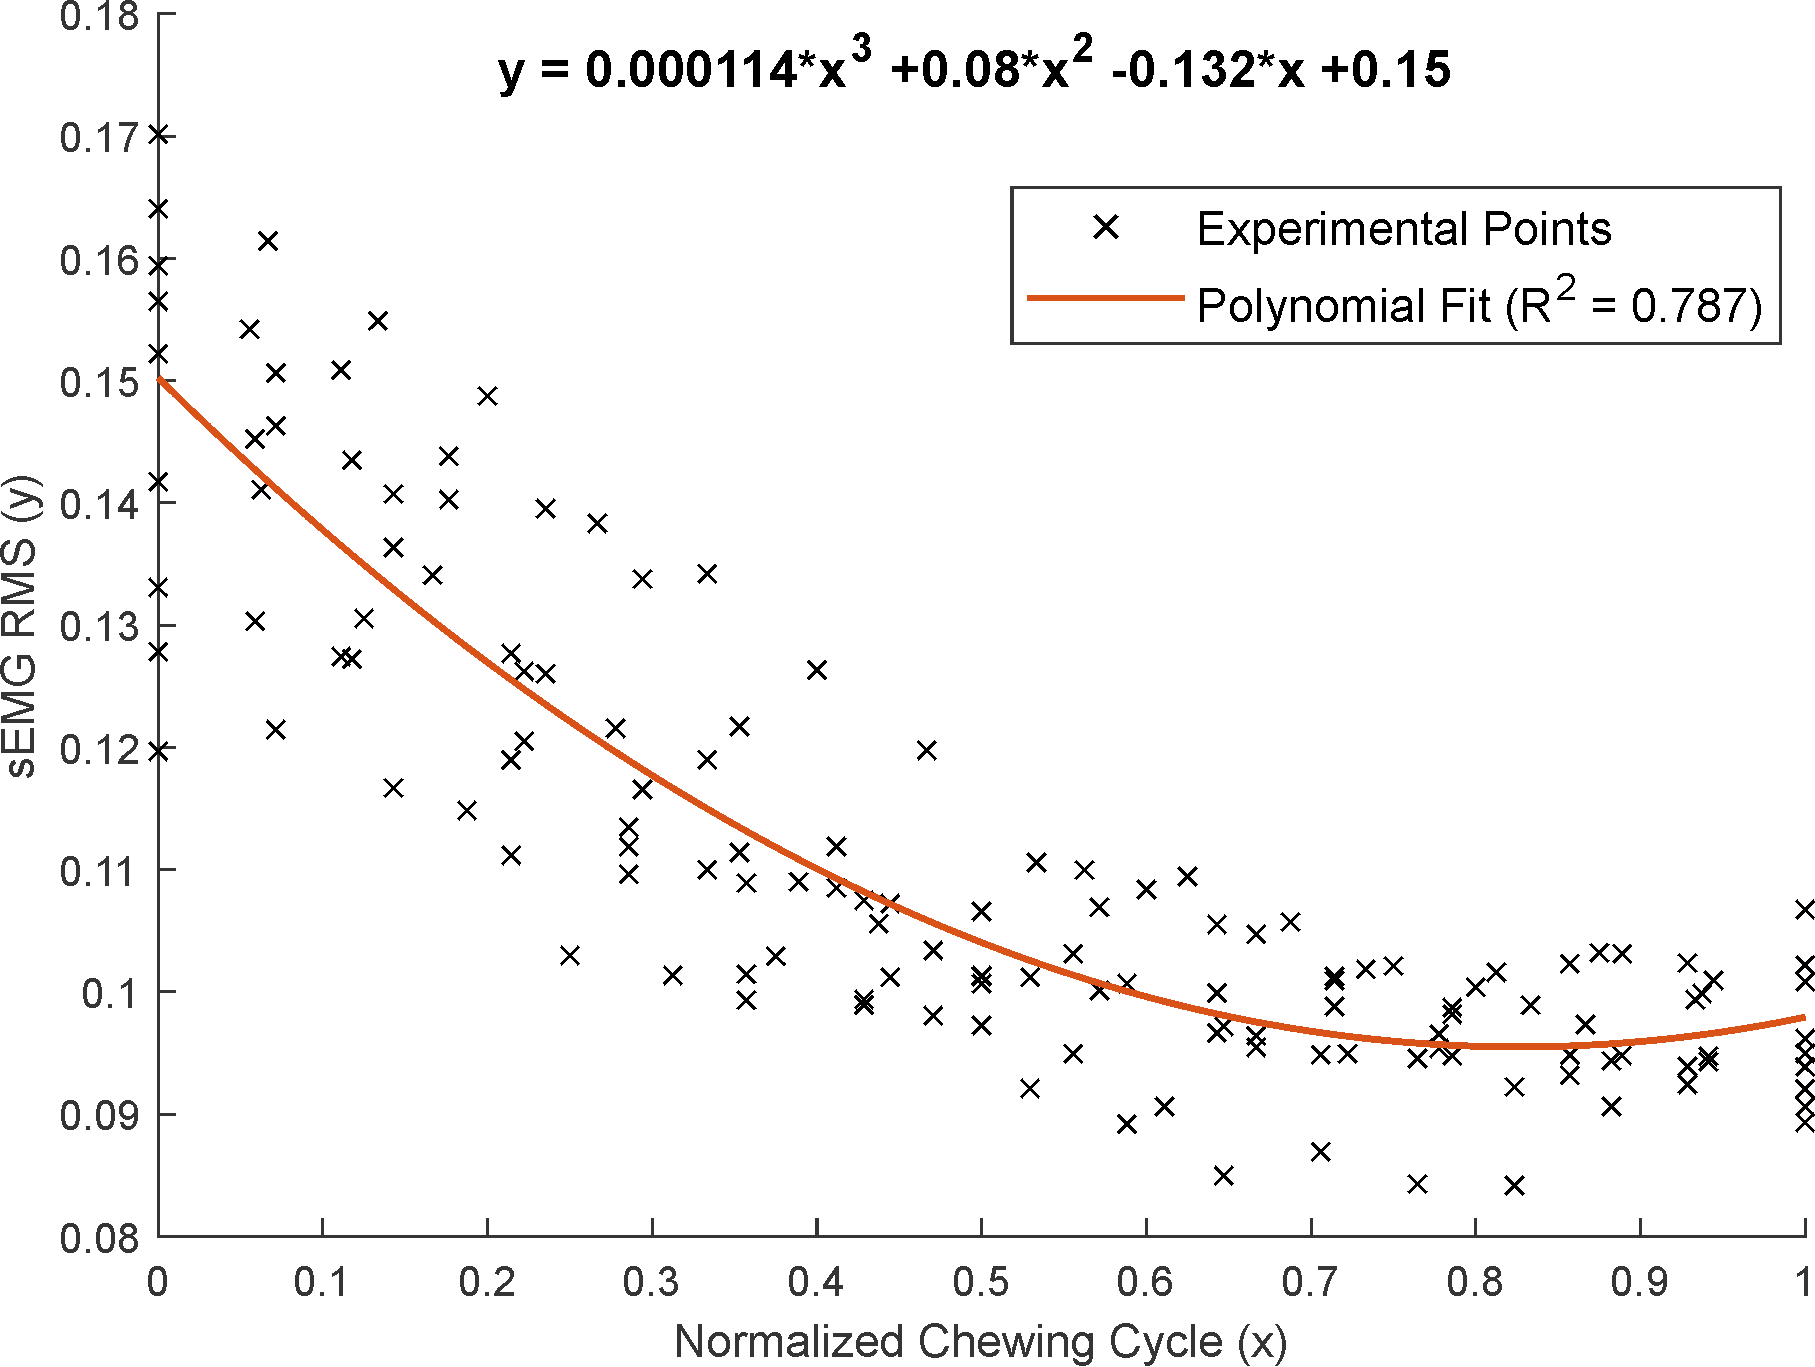 y = 0.000114*x³ +0.08*x² -0.132*x +0.15
Experimental Points
Polynomial Fit (R² = 0.787)
sEMG RMS (y)
0.18
0.17
0.16
0.15
0.14
0.13
0.12
0.11
0.1
0.09
0.08
0 0.1 0.2 0.3 0.4 0.5 0.6 0.7 0.8 0.9 1
Normalized Chewing Cycle (x)